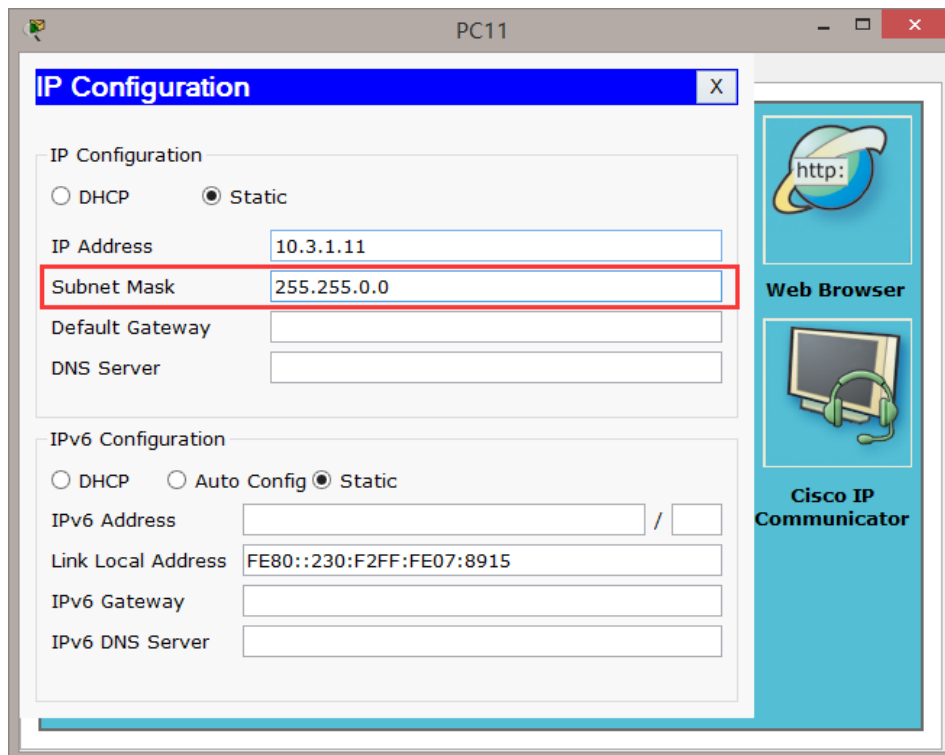 PC11
IP Configuration X
IP Configuration
DHCP Static
IP Address 10.3.1.11
Subnet Mask 255.255.0.0
Default Gateway
DNS Server
IPv6 Configuration
DHCP Auto Config Static
IPv6 Address /
Link Local Address FE80::230:F2FF:FE07:8915
IPv6 Gateway
IPv6 DNS Server
http:
Web Browser
Cisco IP
Communicator